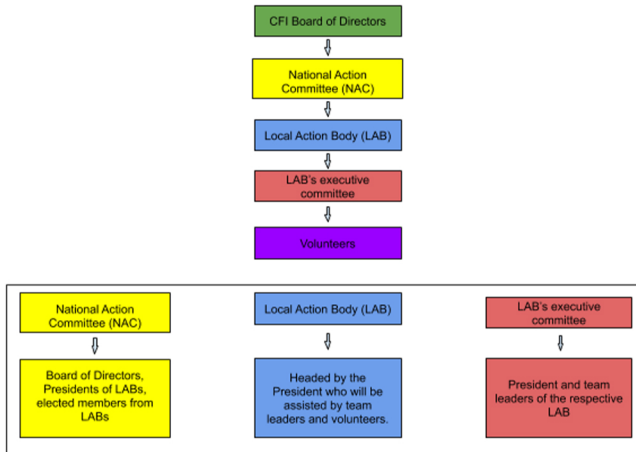 CFI Board of Directors
National Action
Committee (NAC)
Local Action Body (LAB)
LAB's executive
committee
Volunteers
National Action
Committee (NAC)
Local Action Body (LAB)
LAB's executive
committee
Board of Directors,
Presidents of LABs,
elected members from
LABs
Headed by the
President who will be
assisted by team
leaders and volunteers.
President and team
leaders of the respective
LAB